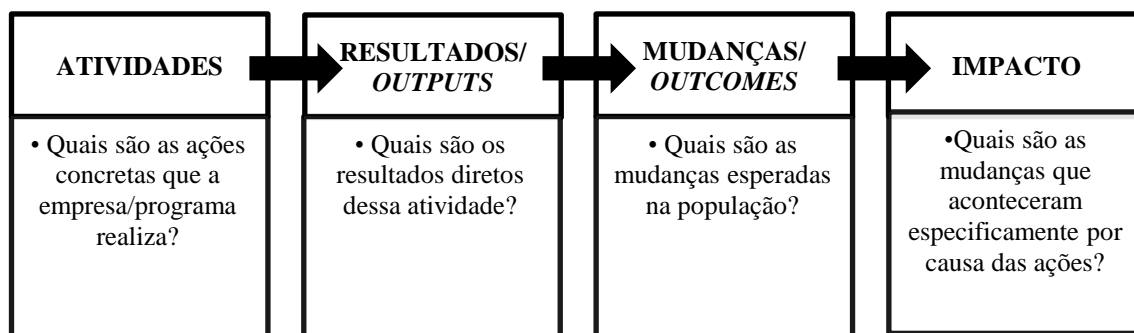 ATIVIDADES
• Quais são as ações
concretas que a
empresa/programa
realiza?
RESULTADOS/
OUTPUTS
• Quais são os
resultados diretos
dessa atividade?
MUDANÇAS/
OUTCOMES
• Quais são as
mudanças esperadas
na população?
IMPACTO
•Quais são as
mudanças que
aconteceram
especificamente por
causa das ações?